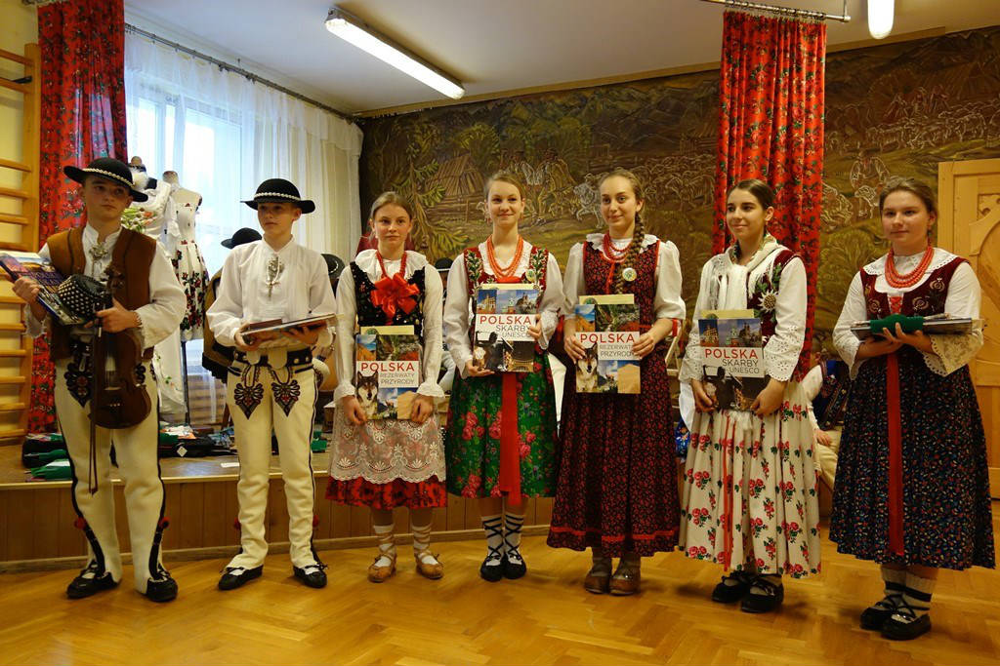 POLSKA
REZERWATY
PRZYRODY
POLSKA
SKARBY
UNESCO
POLSKA
REZERWATY
PRZYRODY
POLSKA
SKARBY
UNESCO